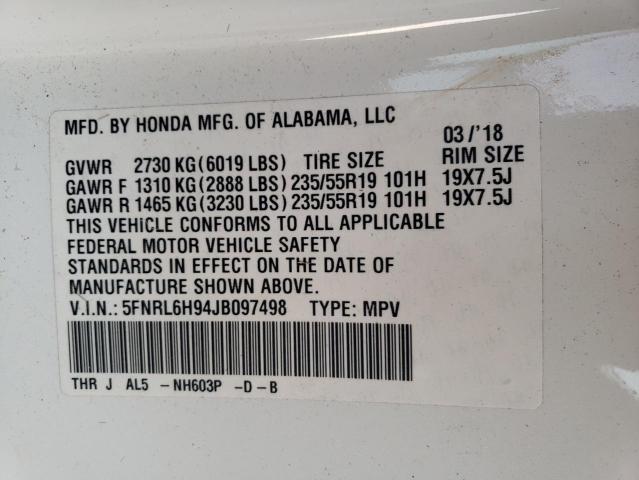 MFD. BY HONDA MFG. OF ALABAMA, LLC 03/'18
GVWR 2730 KG(6019 LBS) TIRE SIZE RIM SIZE
GAWR F 1310 KG(2888 LBS)235/55R19 101H 19X7.5J
GAWR R 1465 KG(3230 LBS)235/55R19 101H 19X7.5J
THIS VEHICLE CONFORMS TO ALL APPLICABLE
FEDERAL MOTOR VEHICLE SAFETY
STANDARDS IN EFFECT ON THE DATE OF
MANUFACTURE SHOWN ABOVE.
V.I.N.: 5FNRL6H94JB097498 TYPE: MPV
THR J AL5 -NH603P -D-B